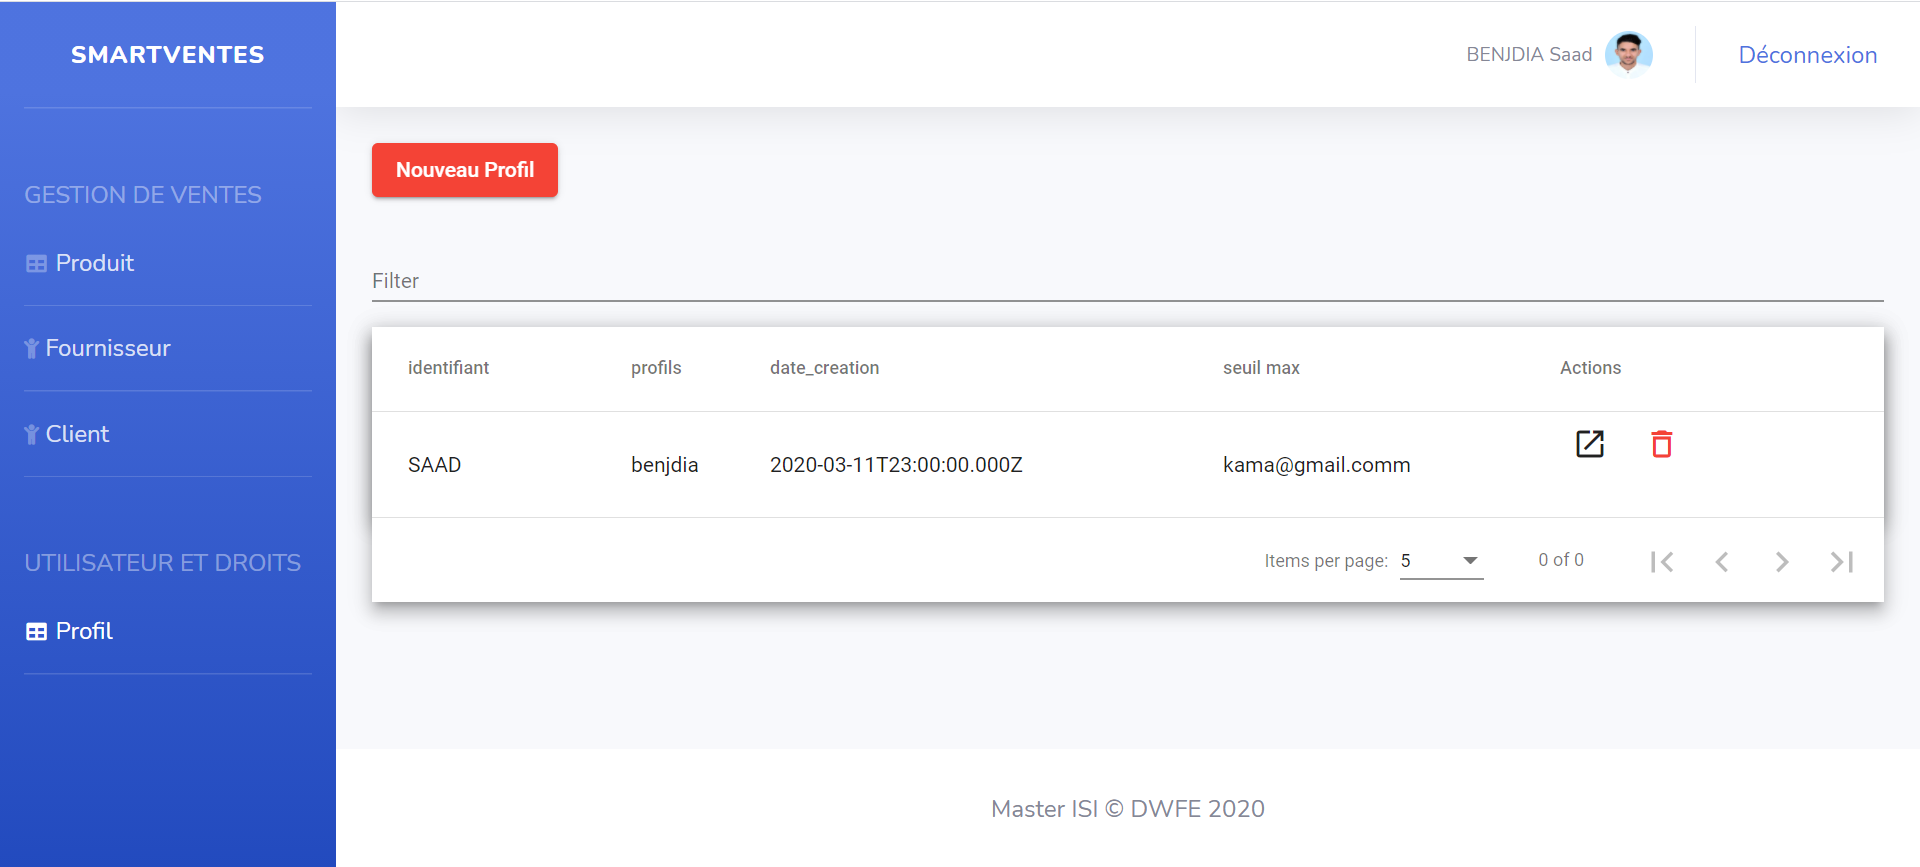 SMARTVENTES
BENJDIA Saad
Déconnexion
GESTION DE VENTES
Produit
Fournisseur
Client
UTILISATEUR ET DROITS
Profil
Nouveau Profil
Filter
identifiant profils date_creation seuil max Actions
SAAD benjdia 2020-03-11T23:00:00.000Z kama@gmail.comm
Items per page: 5 0 of 0
Master ISI © DWFE 2020